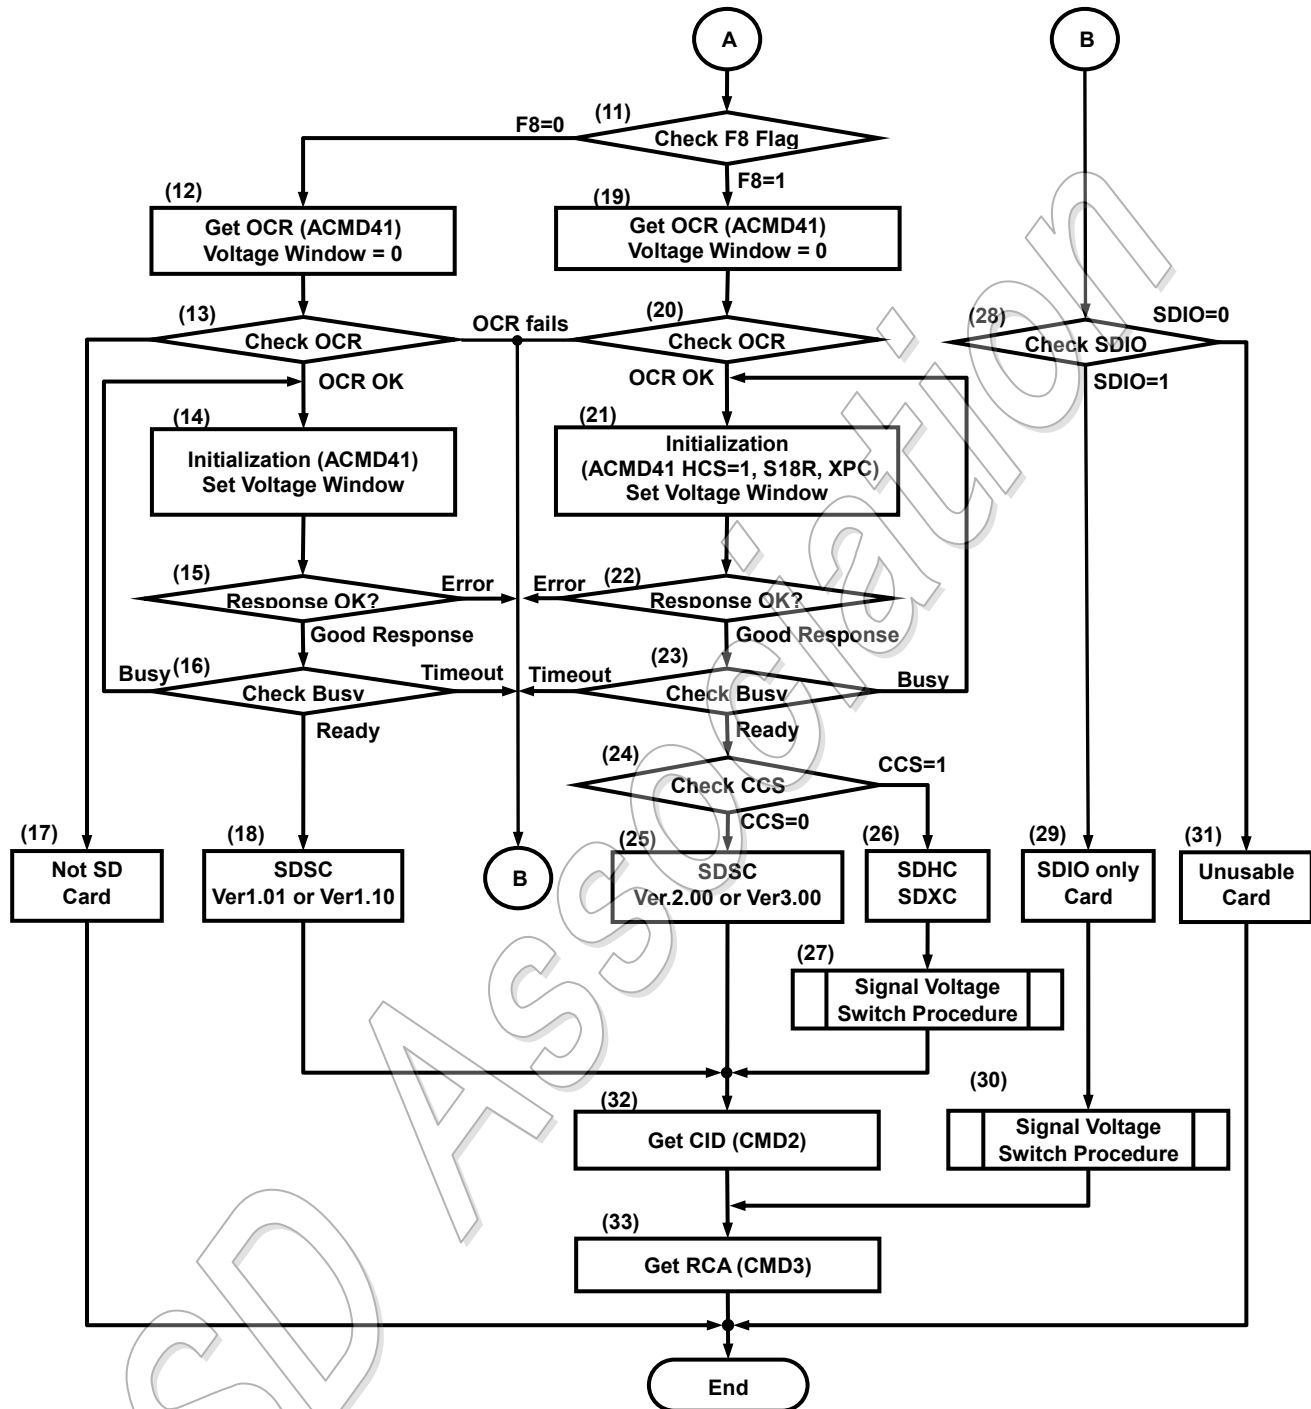 A
B
(11)
F8=0
Check F8 Flag
F8=1
(12)
Get OCR (ACMD41)
Voltage Window = 0
(19)
Get OCR (ACMD41)
Voltage Window = 0
(13)
Check OCR
OCR fails
(20)
Check OCR
(28)
Check SDIO
SDIO=0
SDIO=1
OCR OK
OCR OK
(14)
Initialization (ACMD41)
Set Voltage Window
(21)
Initialization
(ACMD41 HCS=1, S18R, XPC)
Set Voltage Window
(15)
Response OK?
Error
Error
(22)
Response OK?
Good Response
Good Response
Busy
(16)
Check Busy
Timeout
Timeout
(23)
Check Busy
Busy
Ready
Ready
(24)
Check CCS
CCS=1
CCS=0
(17)
Not SD
Card
(18)
SDSC
Ver1.01 or Ver1.10
B
(25)
SDSC
Ver.2.00 or Ver3.00
(26)
SDHC
SDXC
(29)
SDIO only
Card
(31)
Unusable
Card
(27)
Signal Voltage
Switch Procedure
(32)
Get CID (CMD2)
(30)
Signal Voltage
Switch Procedure
(33)
Get RCA (CMD3)
End
SD Association